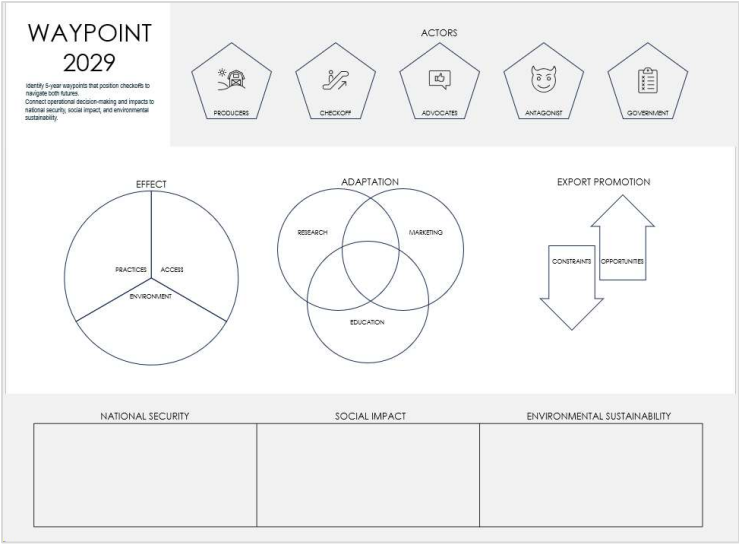 WAYPOINT
2029
Identify 5-year waypoints that position checkoffs to
navigate both futures.
Connect operational decision-making and impacts to
national security, social impact, and environmental
sustainability.
ACTORS
PRODUCERS
CHECKOFF
ADVOCATES
ANTAGONIST
GOVERNMENT
EFFECT
PRACTICES
ACCESS
ENVIRONMENT
ADAPTATION
RESEARCH
MARKETING
EDUCATION
EXPORT PROMOTION
CONSTRAINTS
OPPORTUNITIES
NATIONAL SECURITY
SOCIAL IMPACT
ENVIRONMENTAL SUSTAINABILITY